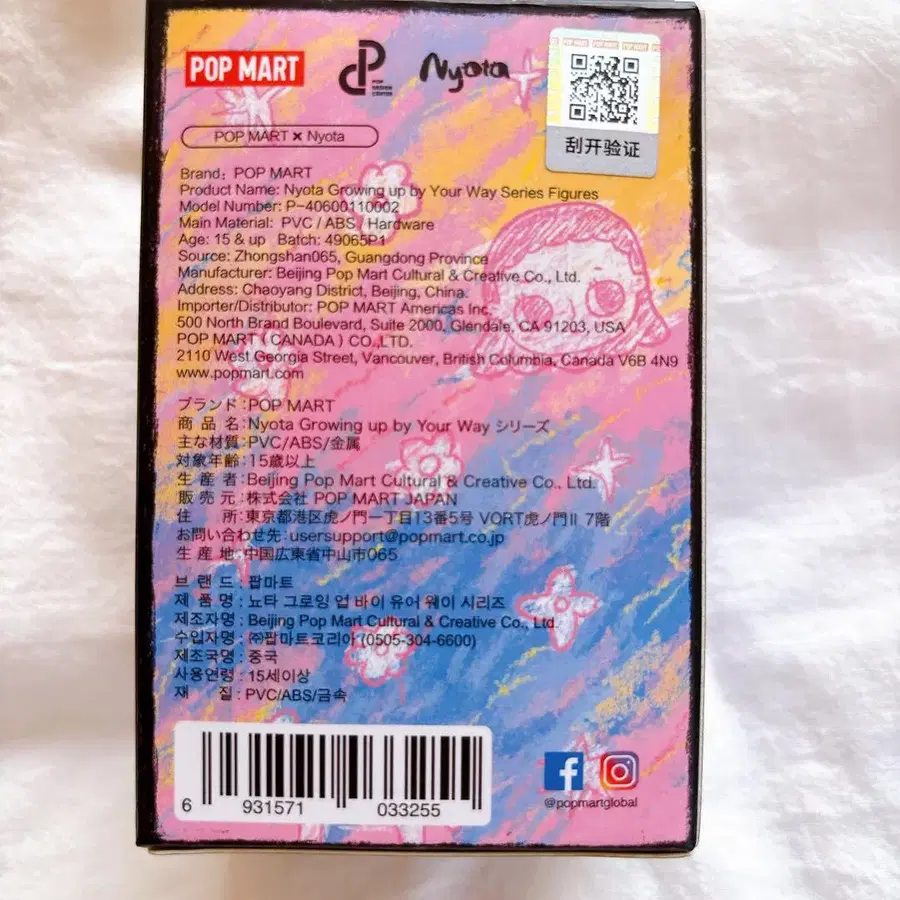 POP MART
POP DESIGN CENTER
Nyota
POP MART
刮开验证
POP MART × Nyota
Brand: POP MART
Product Name: Nyota Growing up by Your Way Series Figures
Model Number: P-40600110002
Main Material: PVC / ABS / Hardware
Age: 15 & up Batch: 49065P1
Source: Zhongshan065, Guangdong Province
Manufacturer: Beijing Pop Mart Cultural & Creative Co., Ltd.
Address: Chaoyang District, Beijing, China.
Importer/Distributor: POP MART Americas Inc.
500 North Brand Boulevard, Suite 2000, Glendale, CA 91203, USA
POP MART ( CANADA ) CO.,LTD.
2110 West Georgia Street, Vancouver, British Columbia, Canada V6B 4N9
www.popmart.com
ブランド:POP MART
商 品 名:Nyota Growing up by Your Way シリーズ
主な材質:PVC/ABS/金属
対象年齢:15歳以上
生 産 者:Beijing Pop Mart Cultural & Creative Co., Ltd.
販 売 元:株式会社 POP MART JAPAN
住 所:東京都港区虎ノ門一丁目13番5号 VORT虎ノ門II 7階
お問い合わせ先:usersupport@popmart.co.jp
生 産 地:中国広東省中山市065
브 랜 드 : 팝마트
제 품 명 : 뇨타 그로잉 업 바이 유어 웨이 시리즈
제조자명 : Beijing Pop Mart Cultural & Creative Co., Ltd.
수입자명 : ㈜팝마트코리아 (0505-304-6600)
제조국명 : 중국
사용연령 : 15세이상
재 질 : PVC/ABS/금속
6 931571 033255
@popmartglobal